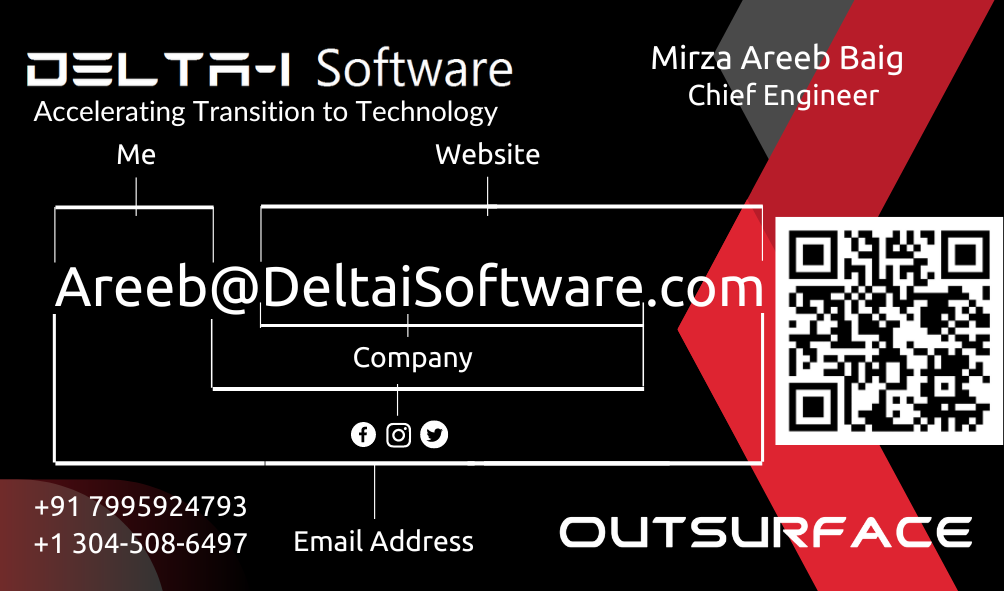 DELTA-I Software
Accelerating Transition to Technology
Mirza Areeb Baig
Chief Engineer
Me
Website
Areeb@DeltaiSoftware.com
Company
+91 7995924793
+1 304-508-6497
Email Address
OUTSURFACE